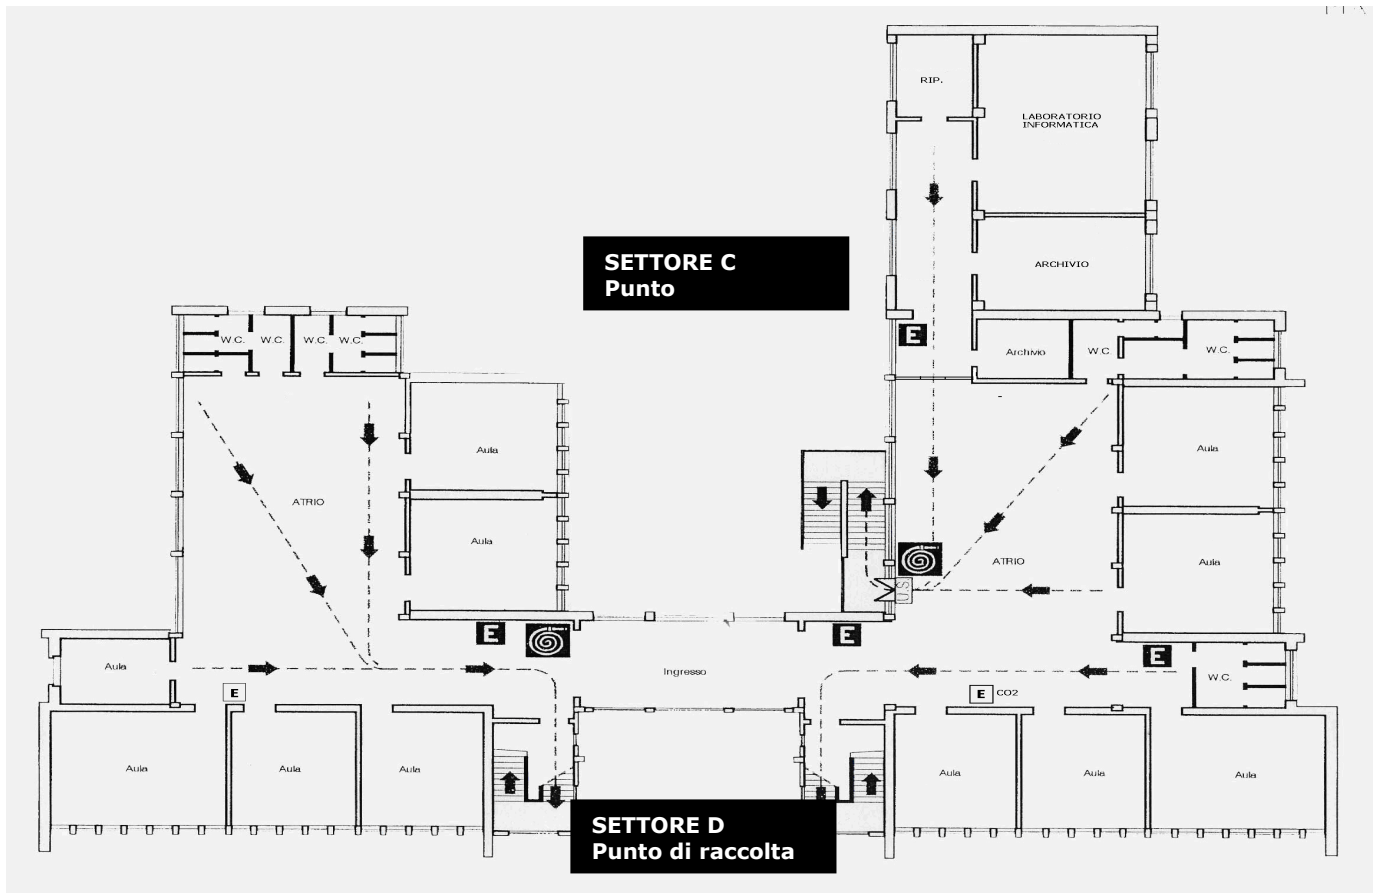 RIP.
LABORATORIO
INFORMATICA
SETTORE C
Punto
ARCHIVIO
W.C.
W.C.
W.C.
W.C.
E
Archivio
W.C.
W.C.
Aula
Aula
ATRIO
Aula
ATRIO
Aula
U.S.
E
E
E
Aula
Ingresso
W.C.
E
E
CO2
Aula
Aula
Aula
Aula
Aula
Aula
SETTORE D
Punto di raccolta